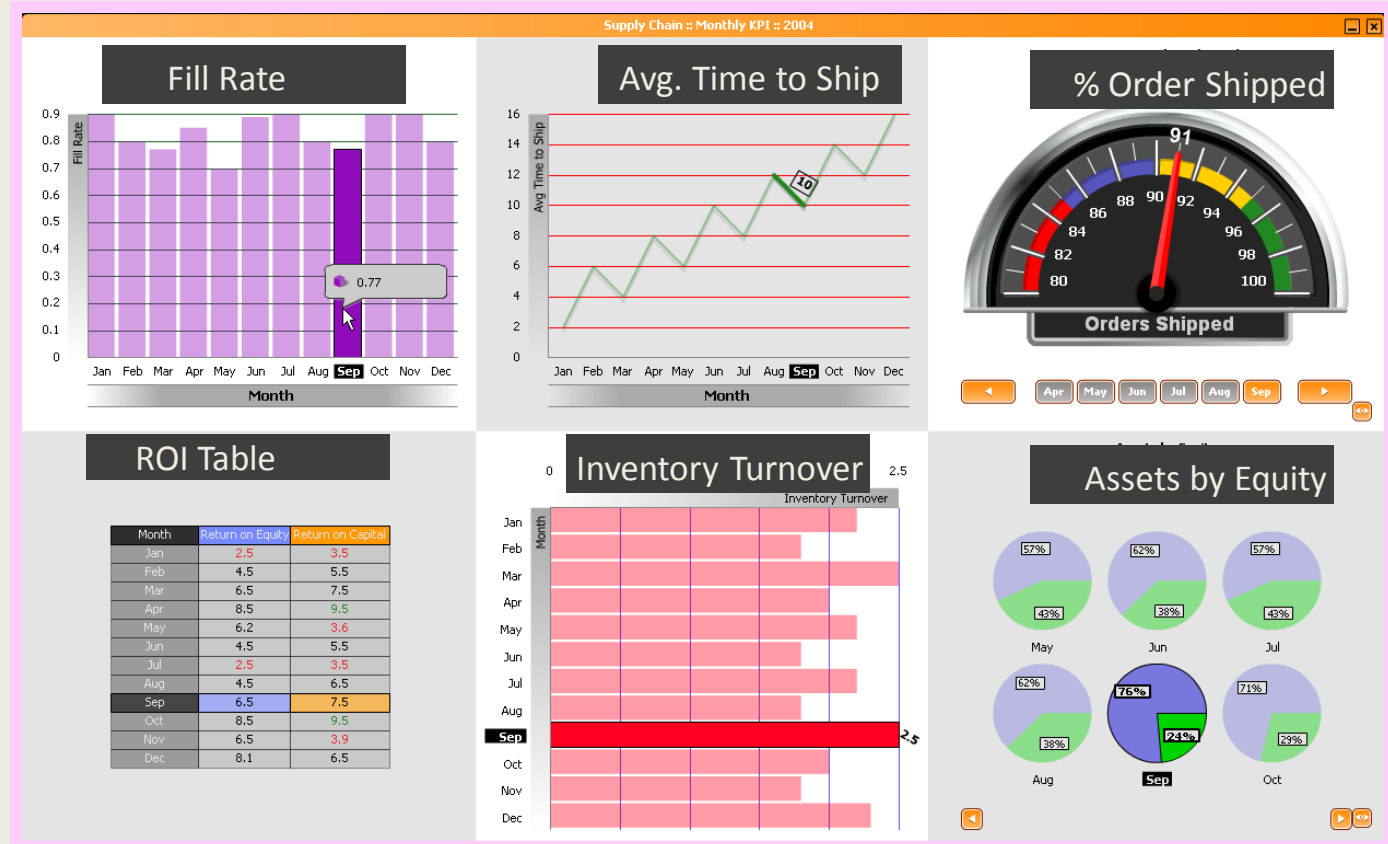 Supply Chain :: Monthly KPI :: 2004
Fill Rate
0.9
0.8
0.7
0.6
0.5
0.4
0.3
0.2
0.1
0
Fill Rate
0.77
Jan Feb Mar Apr May Jun Jul Aug Sep Oct Nov Dec
Month
Avg. Time to Ship
16
14
12
10
8
6
4
2
0
Avg Time to Ship
10
Jan Feb Mar Apr May Jun Jul Aug Sep Oct Nov Dec
Month
% Order Shipped
91
80 82 84 86 88 90 92 94 96 98 100
Orders Shipped
Apr May Jun Jul Aug Sep
ROI Table
Month Return on Equity Return on Capital
Jan 2.5 3.5
Feb 4.5 5.5
Mar 6.5 7.5
Apr 8.5 9.5
May 6.2 3.6
Jun 4.5 5.5
Jul 2.5 3.5
Aug 4.5 6.5
Sep 6.5 7.5
Oct 8.5 9.5
Nov 6.5 3.9
Dec 8.1 6.5
Inventory Turnover
0 2.5
Inventory Turnover
Month
Jan
Feb
Mar
Apr
May
Jun
Jul
Aug
Sep 2.5
Oct
Nov
Dec
Assets by Equity
57% 62% 57%
43% 38% 43%
May Jun Jul
62% 76% 71%
38% 24% 29%
Aug Sep Oct